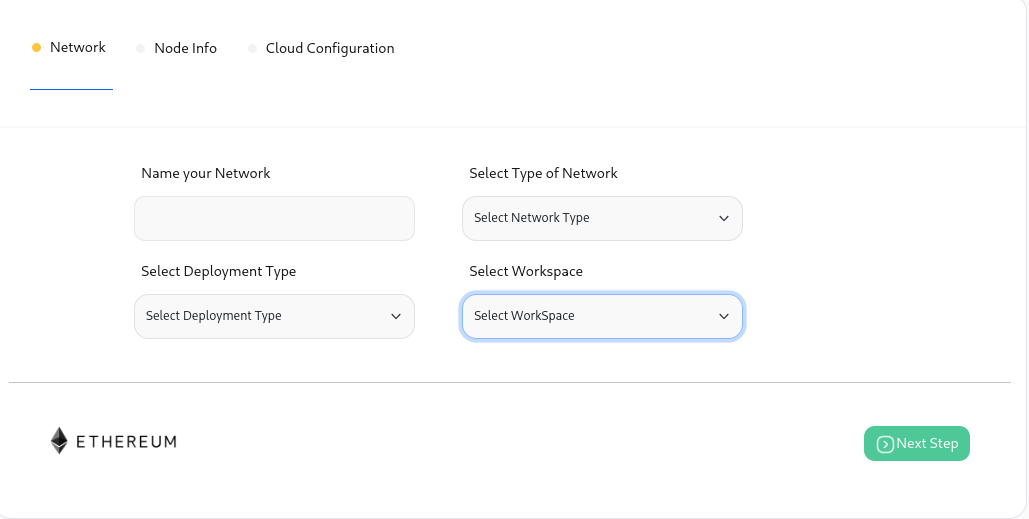 Network
Node Info
Cloud Configuration
Name your Network
Select Type of Network
Select Network Type
Select Deployment Type
Select Workspace
Select Deployment Type
Select WorkSpace
ETHEREUM
Next Step